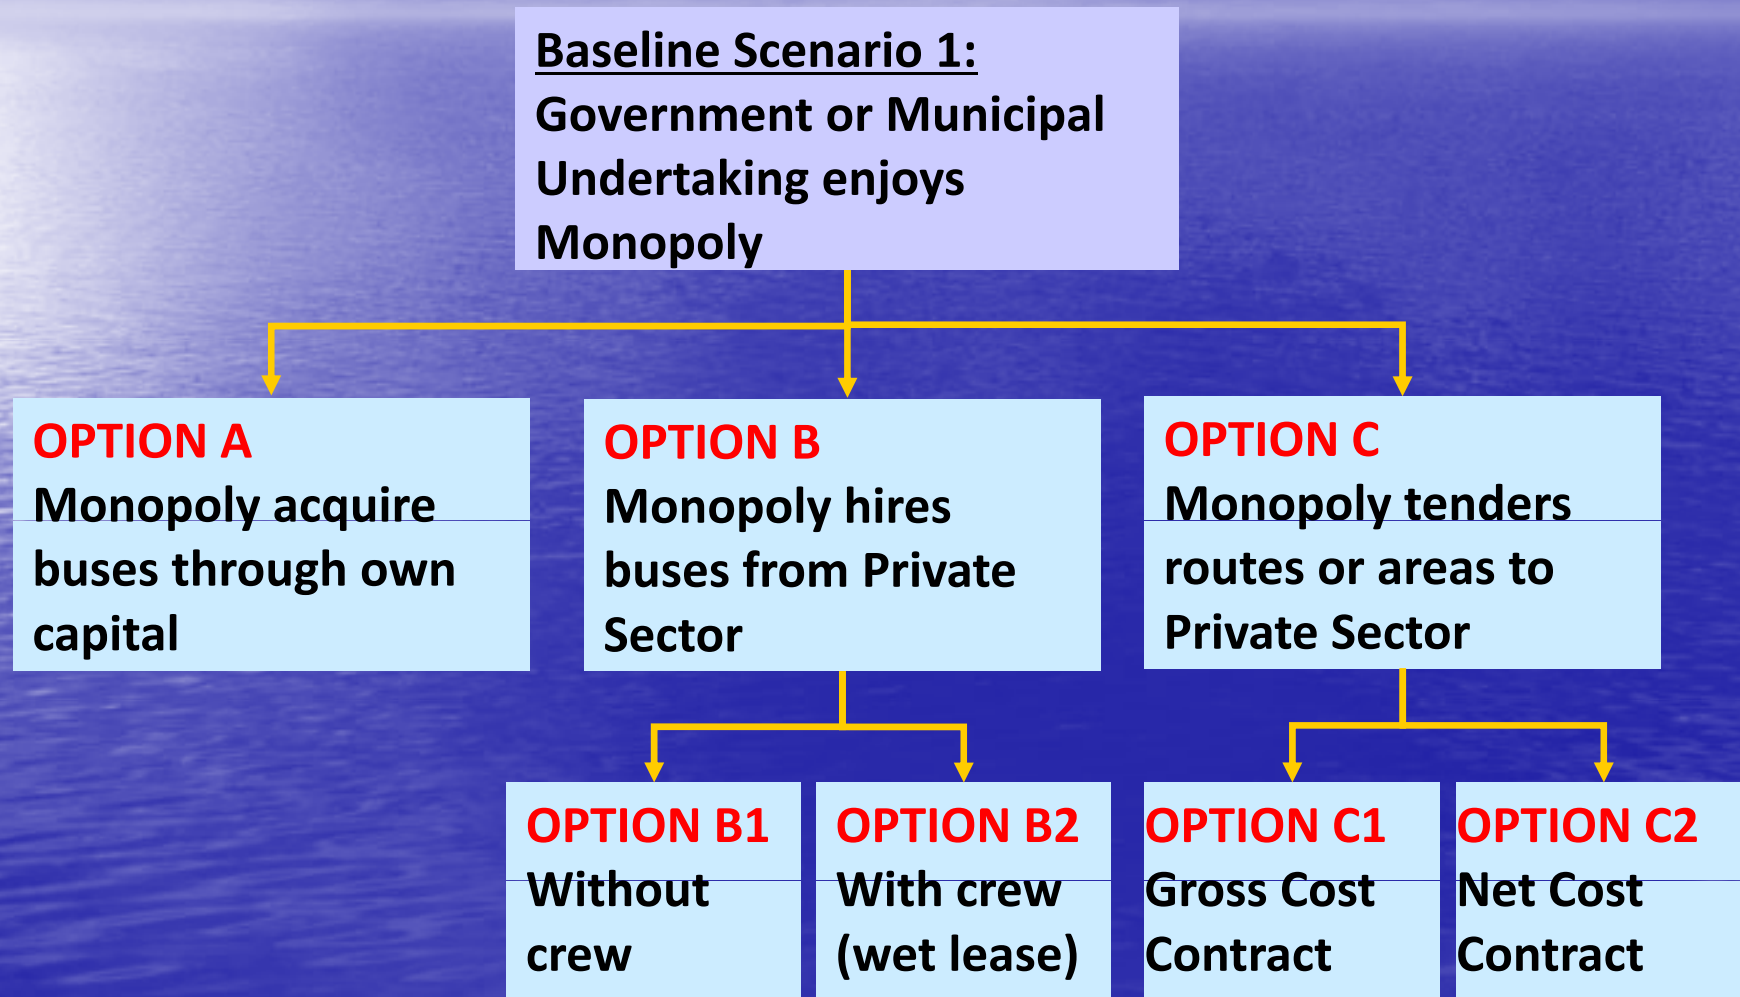 Baseline Scenario 1:
Government or Municipal
Undertaking enjoys
Monopoly
OPTION A
Monopoly acquire
buses through own
capital
OPTION B
Monopoly hires
buses from Private
Sector
OPTION C
Monopoly tenders
routes or areas to
Private Sector
OPTION B1
Without
crew
OPTION B2
With crew
(wet lease)
OPTION C1
Gross Cost
Contract
OPTION C2
Net Cost
Contract